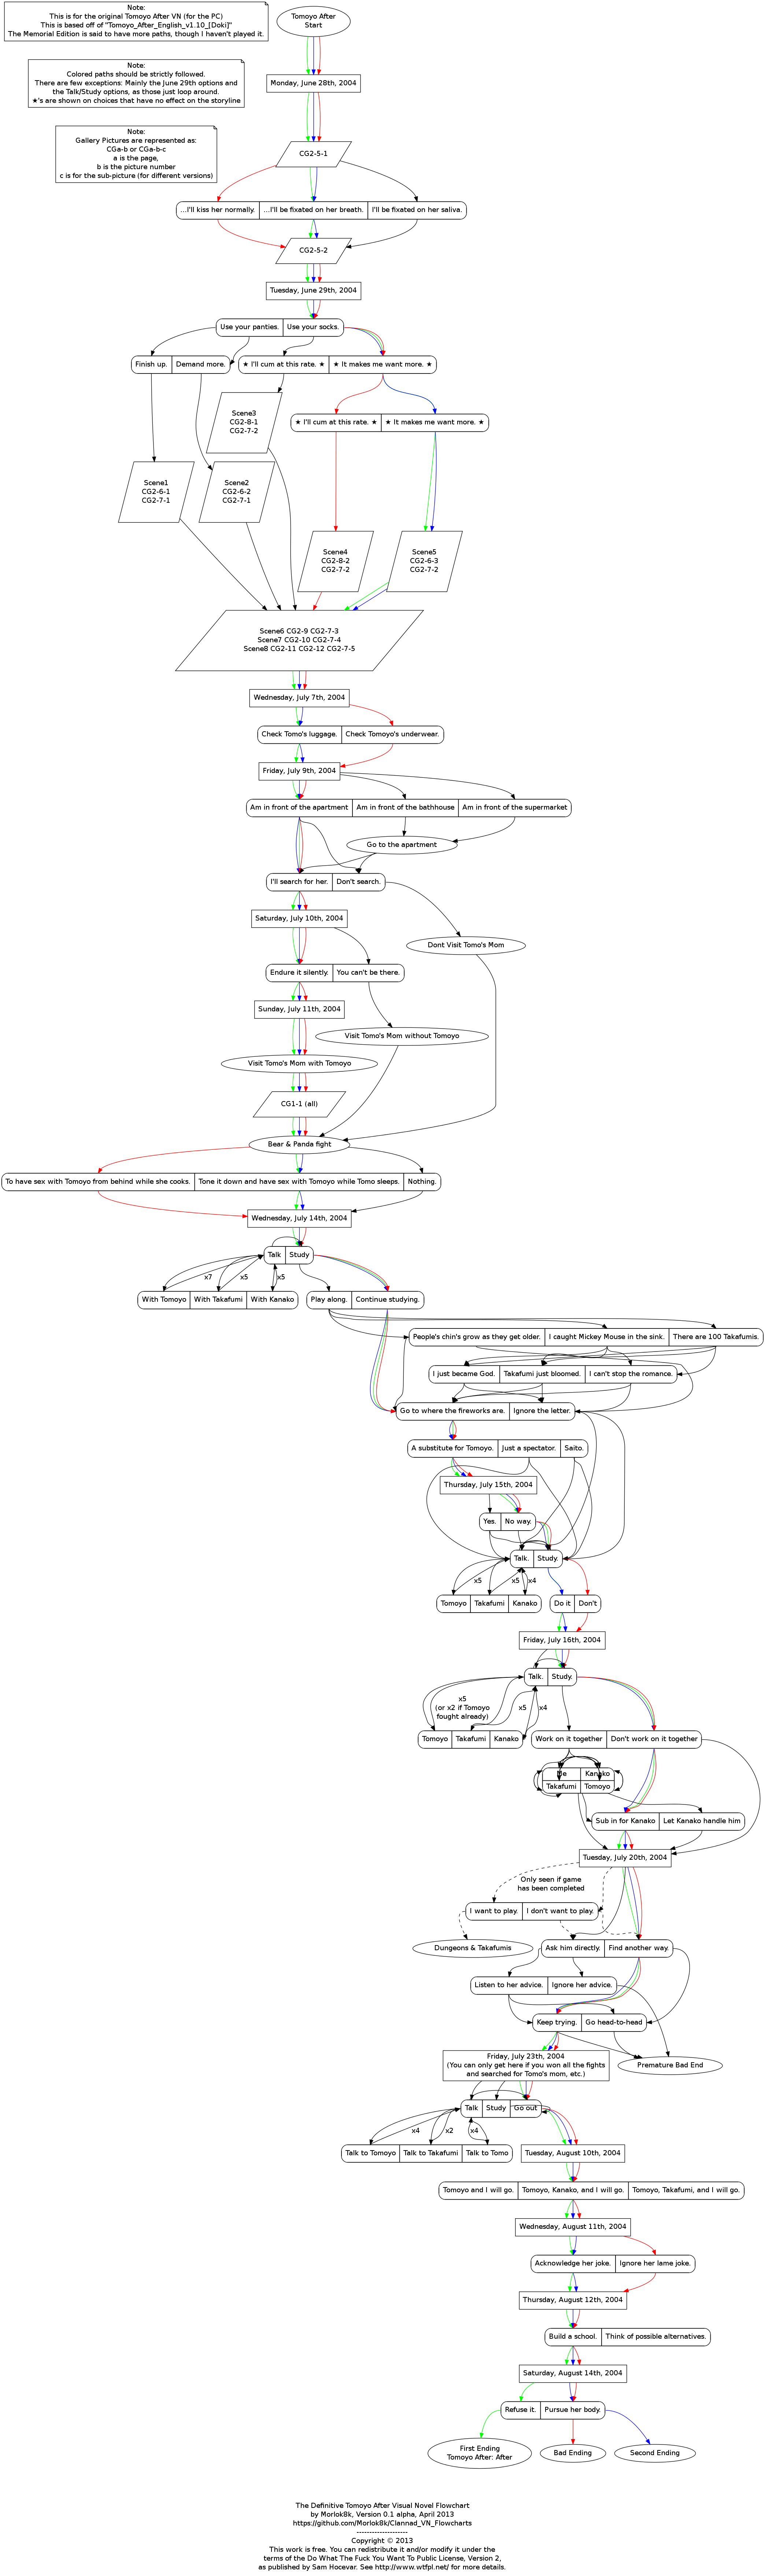 Note:
This is for the original Tomoyo After VN (for the PC)
This is based off of "Tomoyo_After_English_v1.10_[Doki]"
The Memorial Edition is said to have more paths, though I haven't played it.
Tomoyo After
Start
Note:
Colored paths should be strictly followed.
There are few exceptions: Mainly the June 29th options and
the Talk/Study options, as those just loop around.
★'s are shown on choices that have no effect on the storyline
Monday, June 28th, 2004
Note:
Gallery Pictures are represented as:
CGa-b or CGa-b-c
a is the page,
b is the picture number
c is for the sub-picture (for different versions)
CG2-5-1
...I'll kiss her normally.
...I'll be fixated on her breath.
I'll be fixated on her saliva.
CG2-5-2
Tuesday, June 29th, 2004
Use your panties.
Use your socks.
Finish up.
Demand more.
★ I'll cum at this rate. ★
★ It makes me want more. ★
Scene3
CG2-8-1
CG2-7-2
★ I'll cum at this rate. ★
★ It makes me want more. ★
Scene1
CG2-6-1
CG2-7-1
Scene2
CG2-6-2
CG2-7-1
Scene4
CG2-8-2
CG2-7-2
Scene5
CG2-6-3
CG2-7-2
Scene6 CG2-9 CG2-7-3
Scene7 CG2-10 CG2-7-4
Scene8 CG2-11 CG2-12 CG2-7-5
Wednesday, July 7th, 2004
Check Tomo's luggage.
Check Tomoyo's underwear.
Friday, July 9th, 2004
Am in front of the apartment
Am in front of the bathhouse
Am in front of the supermarket
Go to the apartment
I'll search for her.
Don't search.
Saturday, July 10th, 2004
Dont Visit Tomo's Mom
Endure it silently.
You can't be there.
Sunday, July 11th, 2004
Visit Tomo's Mom without Tomoyo
Visit Tomo's Mom with Tomoyo
CG1-1 (all)
Bear & Panda fight
To have sex with Tomoyo from behind while she cooks.
Tone it down and have sex with Tomoyo while Tomo sleeps.
Nothing.
Wednesday, July 14th, 2004
Talk
Study
x7
x5
x5
With Tomoyo
With Takafumi
With Kanako
Play along.
Continue studying.
People's chin's grow as they get older.
I caught Mickey Mouse in the sink.
There are 100 Takafumis.
I just became God.
Takafumi just bloomed.
I can't stop the romance.
Go to where the fireworks are.
Ignore the letter.
A substitute for Tomoyo.
Just a spectator.
Saito.
Thursday, July 15th, 2004
Yes.
No way.
Talk.
Study.
x5
x5
x4
Tomoyo
Takafumi
Kanako
Do it
Don't
Friday, July 16th, 2004
Talk.
Study.
x5
(or x2 if Tomoyo
fought already)
x5
x4
Tomoyo
Takafumi
Kanako
Work on it together
Don't work on it together
Me
Kanako
Takafumi
Tomoyo
Sub in for Kanako
Let Kanako handle him
Tuesday, July 20th, 2004
Only seen if game
has been completed
I want to play.
I don't want to play.
Dungeons & Takafumis
Ask him directly.
Find another way.
Listen to her advice.
Ignore her advice.
Keep trying.
Go head-to-head
Friday, July 23th, 2004
(You can only get here if you won all the fights
and searched for Tomo's mom, etc.)
Premature Bad End
Talk
Study
Go out
x4
x2
x4
Talk to Tomoyo
Talk to Takafumi
Talk to Tomo
Tuesday, August 10th, 2004
Tomoyo and I will go.
Tomoyo, Kanako, and I will go.
Tomoyo, Takafumi, and I will go.
Wednesday, August 11th, 2004
Acknowledge her joke.
Ignore her lame joke.
Thursday, August 12th, 2004
Build a school.
Think of possible alternatives.
Saturday, August 14th, 2004
Refuse it.
Pursue her body.
First Ending
Tomoyo After: After
Bad Ending
Second Ending
The Definitive Tomoyo After Visual Novel Flowchart
by Morlok8k, Version 0.1 alpha, April 2013
https://github.com/Morlok8k/Clannad_VN_Flowcharts
--------------------
Copyright © 2013
This work is free. You can redistribute it and/or modify it under the
terms of the Do What The Fuck You Want To Public License, Version 2,
as published by Sam Hocevar. See http://www.wtfpl.net/ for more details.